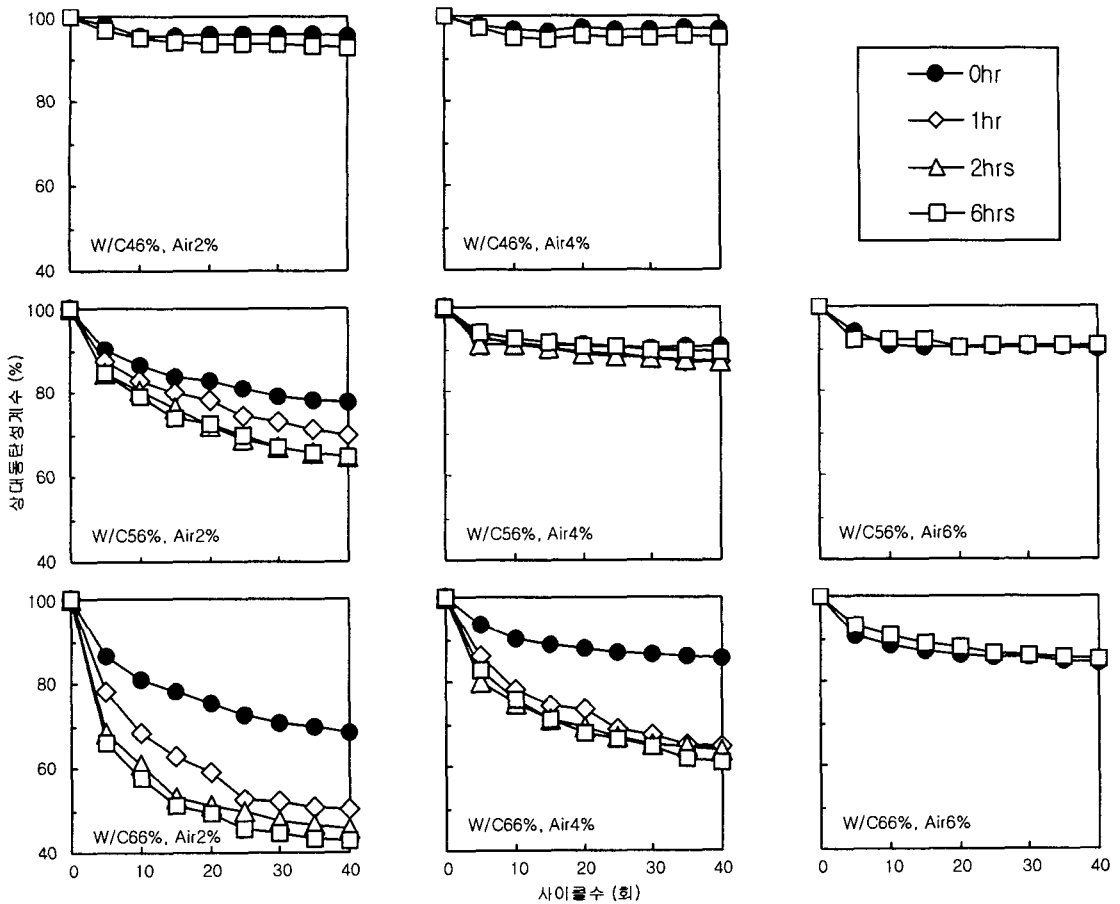 100
80
60
40
W/C46%, Air2%
W/C46%, Air4%
0hr
1hr
2hrs
6hrs
상대동탄성계수 (%)
100
80
60
40
W/C56%, Air2%
W/C56%, Air4%
W/C56%, Air6%
100
80
60
40
W/C66%, Air2%
W/C66%, Air4%
W/C66%, Air6%
0 10 20 30 40
0 10 20 30 40
0 10 20 30 40
사이클수 (회)